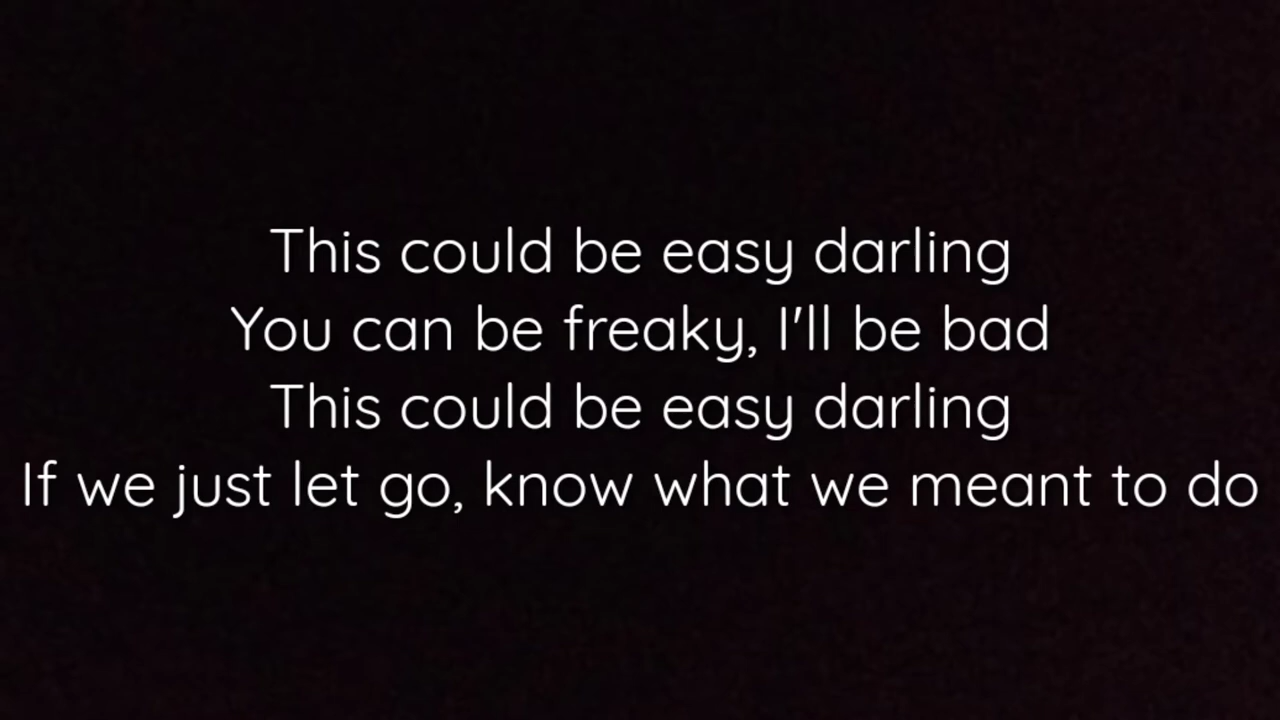 This could be easy darling
You can be freaky, I'll be bad
This could be easy darling
If we just let go, know what we meant to do